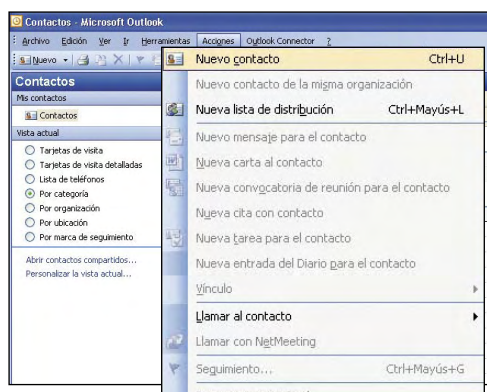 Contactos - Microsoft Outlook
Archivo Edición Ver Ir Herramientas Acciones Outlook Connector ?
Nuevo
Contactos
Mis contactos
Contactos
Vista actual
Tarjetas de visita
Tarjetas de visita detalladas
Lista de teléfonos
Por categoría
Por organización
Por ubicación
Por marca de seguimiento
Abrir contactos compartidos...
Personalizar la vista actual...
Nuevo contacto Ctrl+U
Nuevo contacto de la misma organización
Nueva lista de distribución Ctrl+Mayús+L
Nuevo mensaje para el contacto
Nueva carta al contacto
Nueva convocatoria de reunión para el contacto
Nueva cita con contacto
Nueva tarea para el contacto
Nueva entrada del Diario para el contacto
Vínculo
Llamar al contacto
Llamar con NetMeeting
Seguimiento... Ctrl+Mayús+G